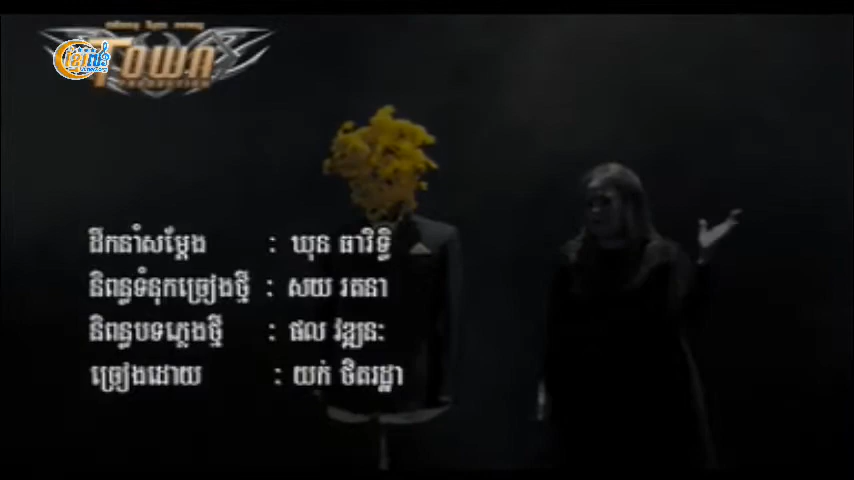 Town
PRODUCTION
ដឹកនាំសម្តែង : ឃុន ធារិទ្ធិ
និពន្ធទំនុកច្រៀងថ្មី : សយ រតនា
និពន្ធបទភ្លេងថ្មី : ផល វឌ្ឍនៈ
ច្រៀងដោយ : យក់ ថិតរដ្ឋា